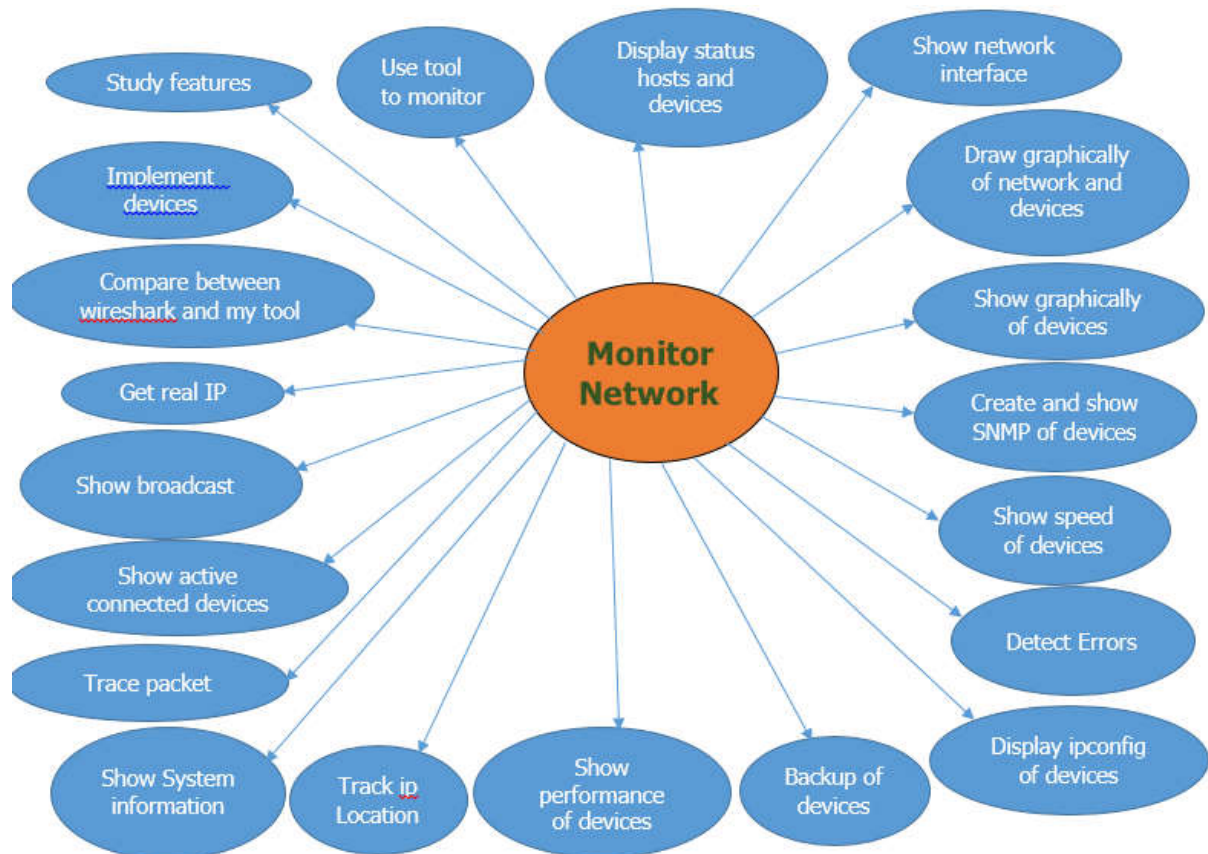 Study features
Use tool
to monitor
Display status
hosts and
devices
Show network
interface
Implement
devices
Draw graphically
of network and
devices
Compare between
wireshark and my tool
Show graphically
of devices
Monitor
Network
Get real IP
Create and show
SNMP of devices
Show broadcast
Show speed
of devices
Show active
connected devices
Detect Errors
Trace packet
Display ipconfig
of devices
Show System
information
Track ip
Location
Show
performance
of devices
Backup of
devices